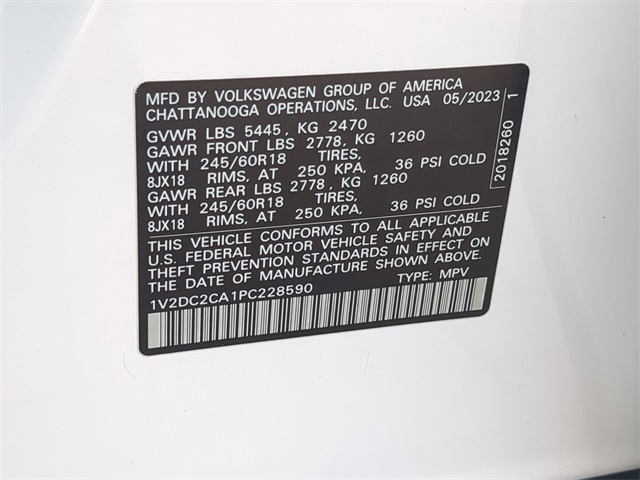 MFD BY VOLKSWAGEN GROUP OF AMERICA
CHATTANOOGA OPERATIONS, LLC. USA 05/2023
GVWR LBS 5445, KG 2470
GAWR FRONT LBS 2778, KG 1260
WITH 245/60R18 TIRES,
8JX18 RIMS, AT 250 KPA, 36 PSI COLD
GAWR REAR LBS 2778, KG 1260
WITH 245/60R18 TIRES,
8JX18 RIMS, AT 250 KPA, 36 PSI COLD
THIS VEHICLE CONFORMS TO ALL APPLICABLE
U.S. FEDERAL MOTOR VEHICLE SAFETY AND
THEFT PREVENTION STANDARDS IN EFFECT ON
THE DATE OF MANUFACTURE SHOWN ABOVE.
1V2DC2CA1PC228590 TYPE: MPV
2018260 1